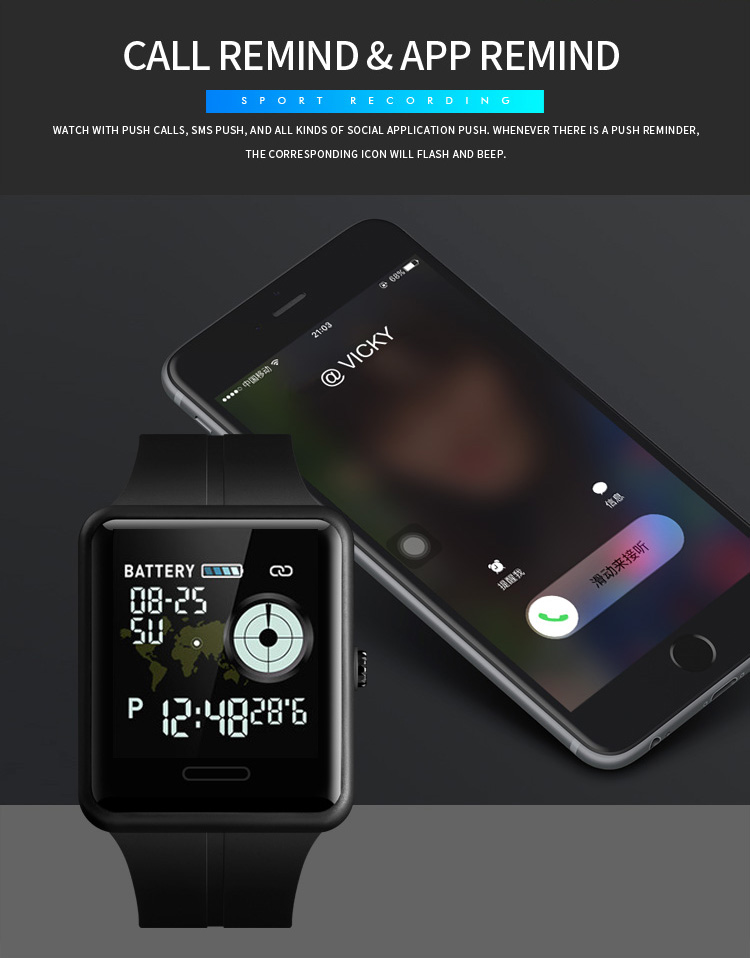 CALL REMIND & APP REMIND
SPORT RECORDING
WATCH WITH PUSH CALLS, SMS PUSH, AND ALL KINDS OF SOCIAL APPLICATION PUSH. WHENEVER THERE IS A PUSH REMINDER,
THE CORRESPONDING ICON WILL FLASH AND BEEP.
中国移动
21:03
68%
@ VICKY
信息
提醒我
滑动来接听
BATTERY
08-25
SU
P 12:48 28'6